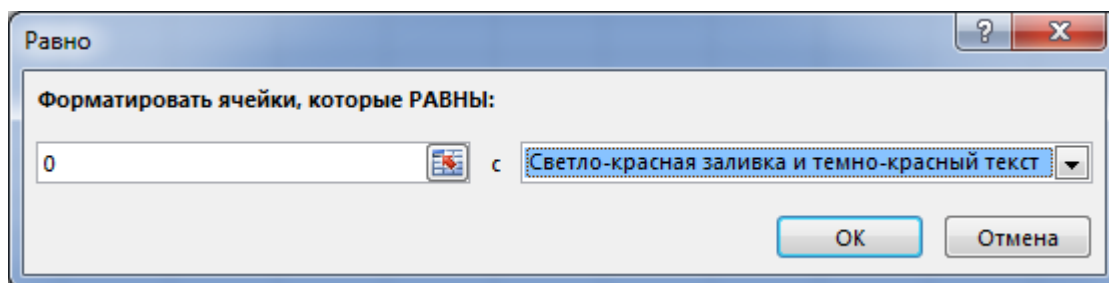 Равно
Форматировать ячейки, которые РАВНЫ:
0 с Светло-красная заливка и темно-красный текст
ОК Отмена